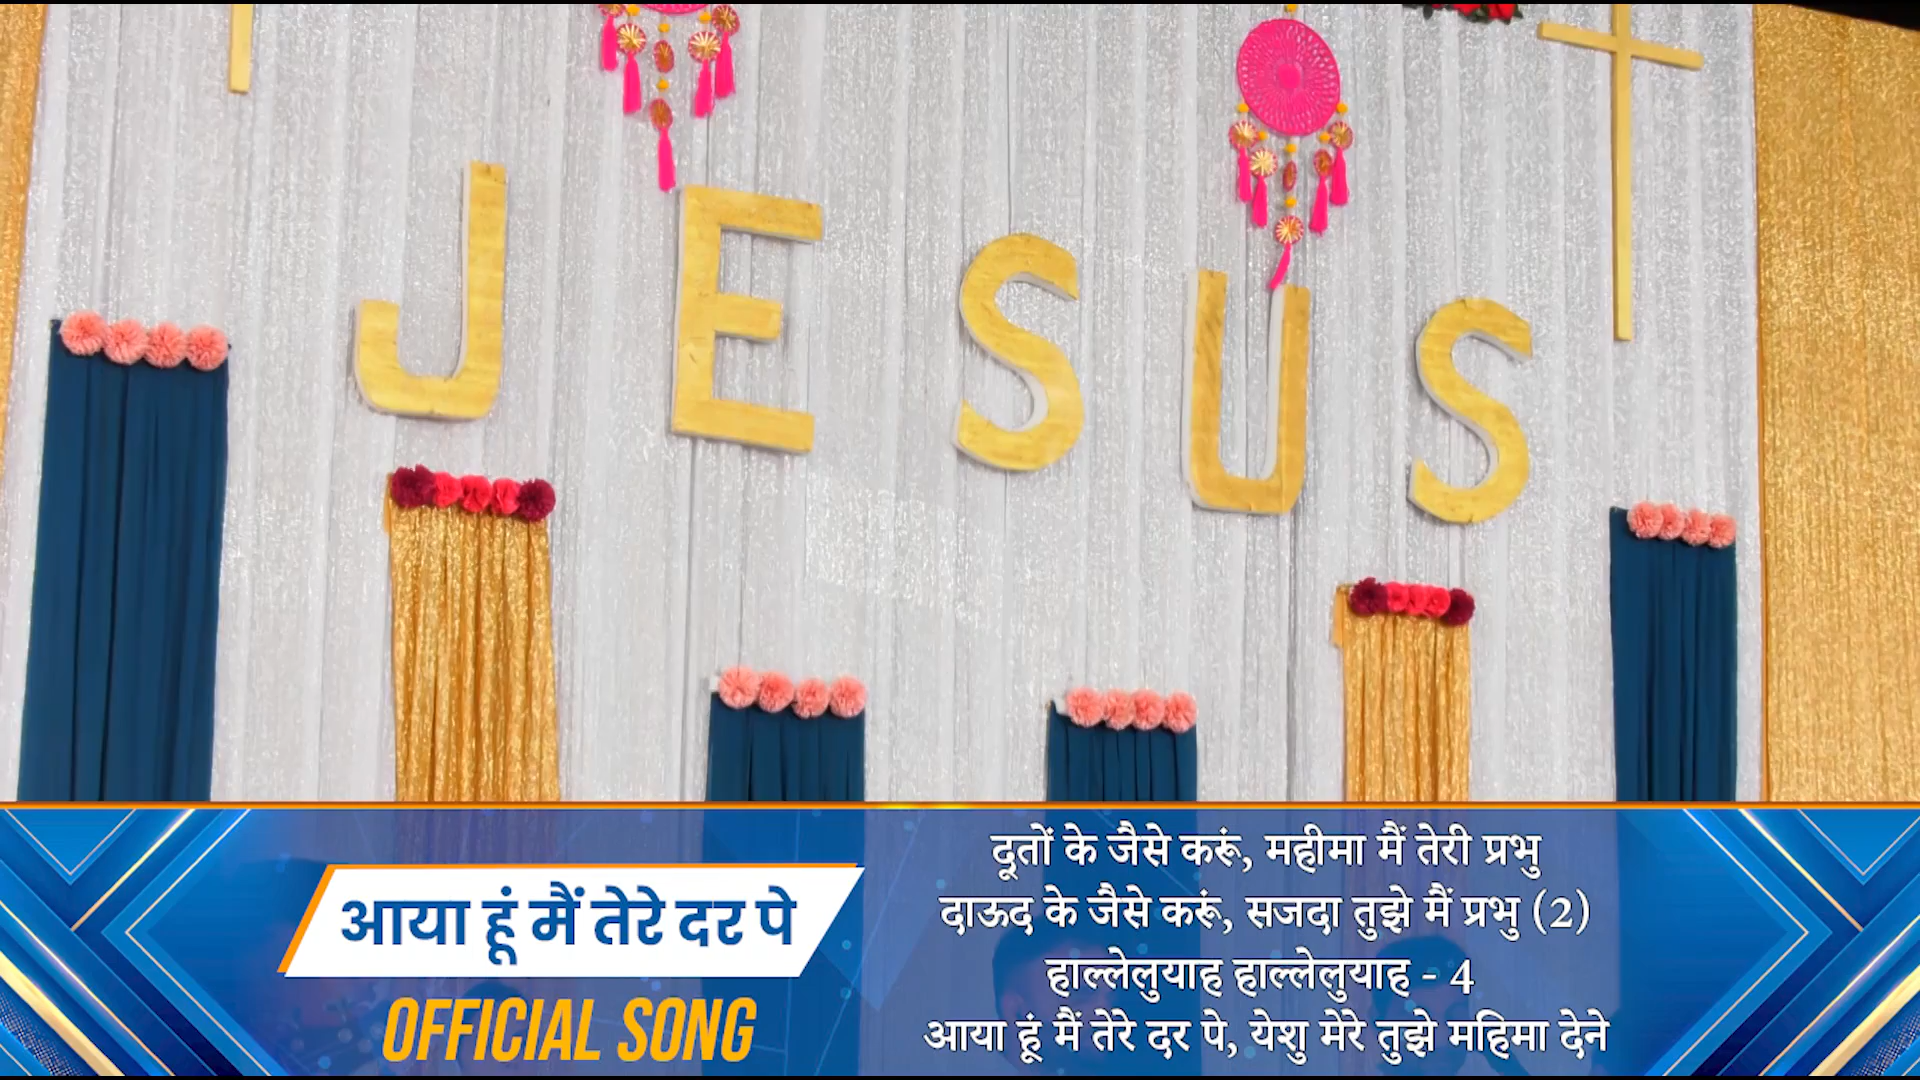 JESUS
आया हूं मैं तेरे दर पे
OFFICIAL SONG
दूतों के जैसे करूं, महीमा मैं तेरी प्रभु
दाऊद के जैसे करूं, सजदा तुझे मैं प्रभु (2)
हाल्लेलुयाह हाल्लेलुयाह - 4
आया हूं मैं तेरे दर पे, येशु मेरे तुझे महिमा देने